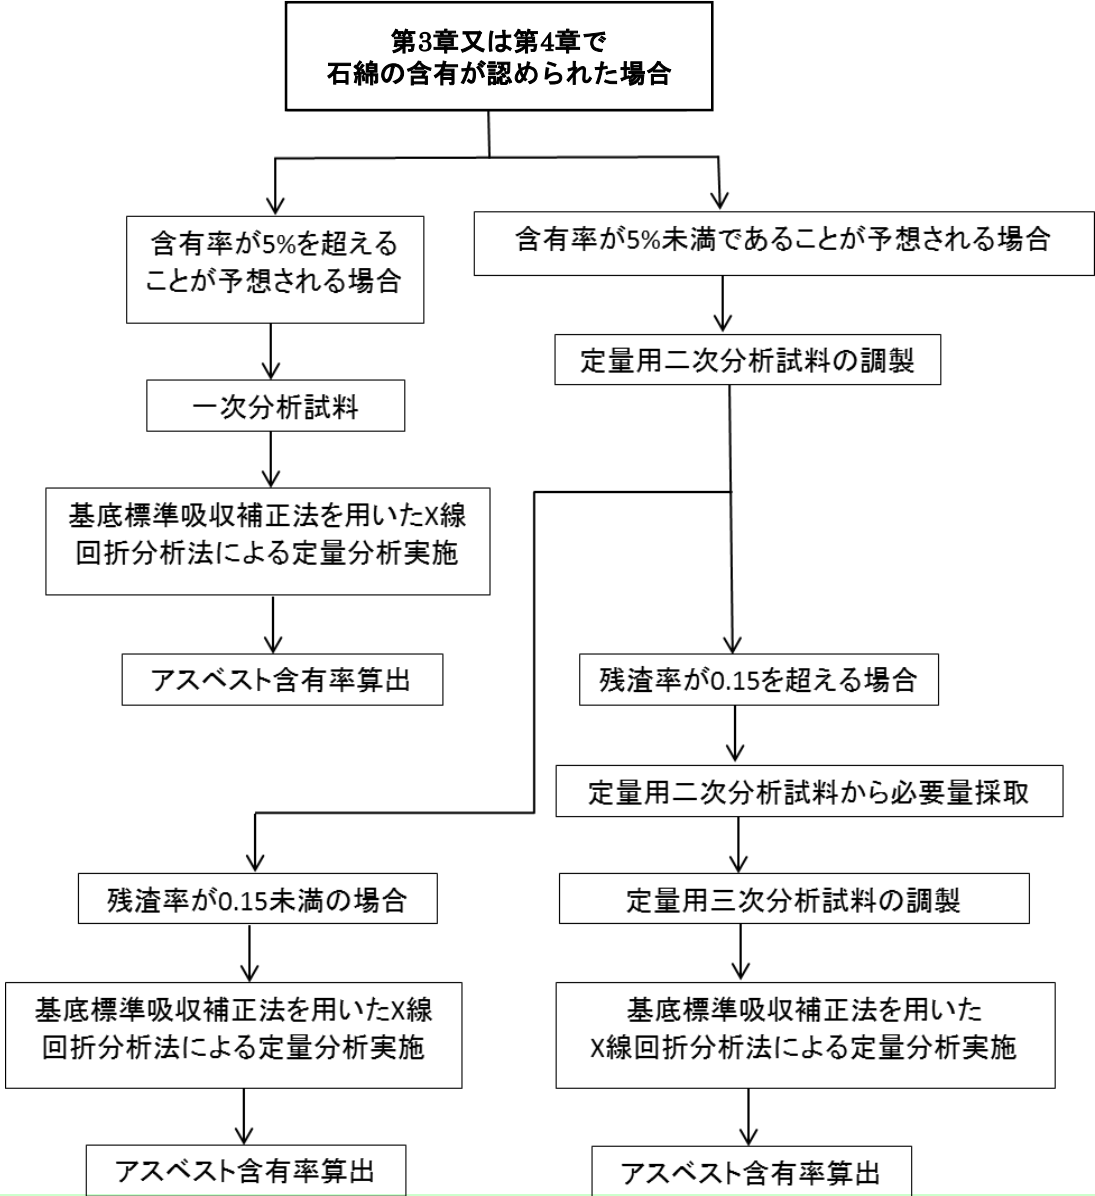 第3章又は第4章で
石綿の含有が認められた場合
含有率が5%を超える
ことが予想される場合
含有率が5%未満であることが予想される場合
定量用二次分析試料の調製
一次分析試料
基底標準吸収補正法を用いたX線
回折分析法による定量分析実施
アスベスト含有率算出
残渣率が0.15を超える場合
定量用二次分析試料から必要量採取
残渣率が0.15未満の場合
定量用三次分析試料の調製
基底標準吸収補正法を用いたX線
回折分析法による定量分析実施
基底標準吸収補正法を用いた
X線回折分析法による定量分析実施
アスベスト含有率算出
アスベスト含有率算出